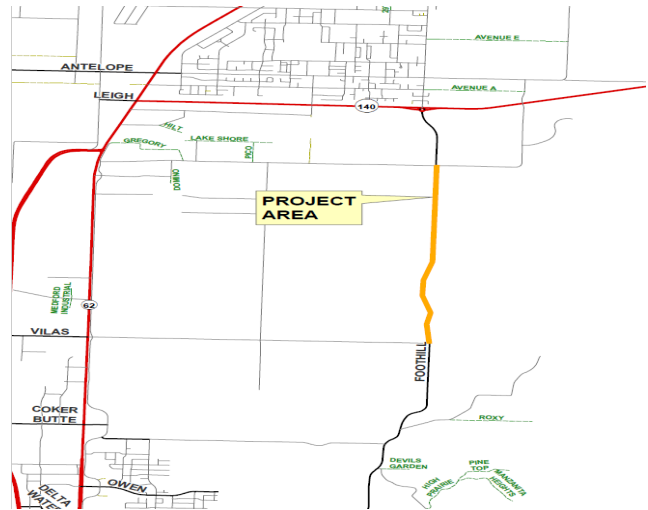 AVENUE E
ANTELOPE
AVENUE A
LEIGH
140
HILT.
GREGORY
LAKE SHORE
PICO
DOMINO
PROJECT
AREA
MEDFORD
INDUSTRIAL
62
VILAS
FOOTHILL
COKER
BUTTE
ROXY
DEVILS
GARDEN
PINE
TOP
HIGH
PRAIRIE
MANZANITA
HEIGHTS
OWEN
DELTA
WATE